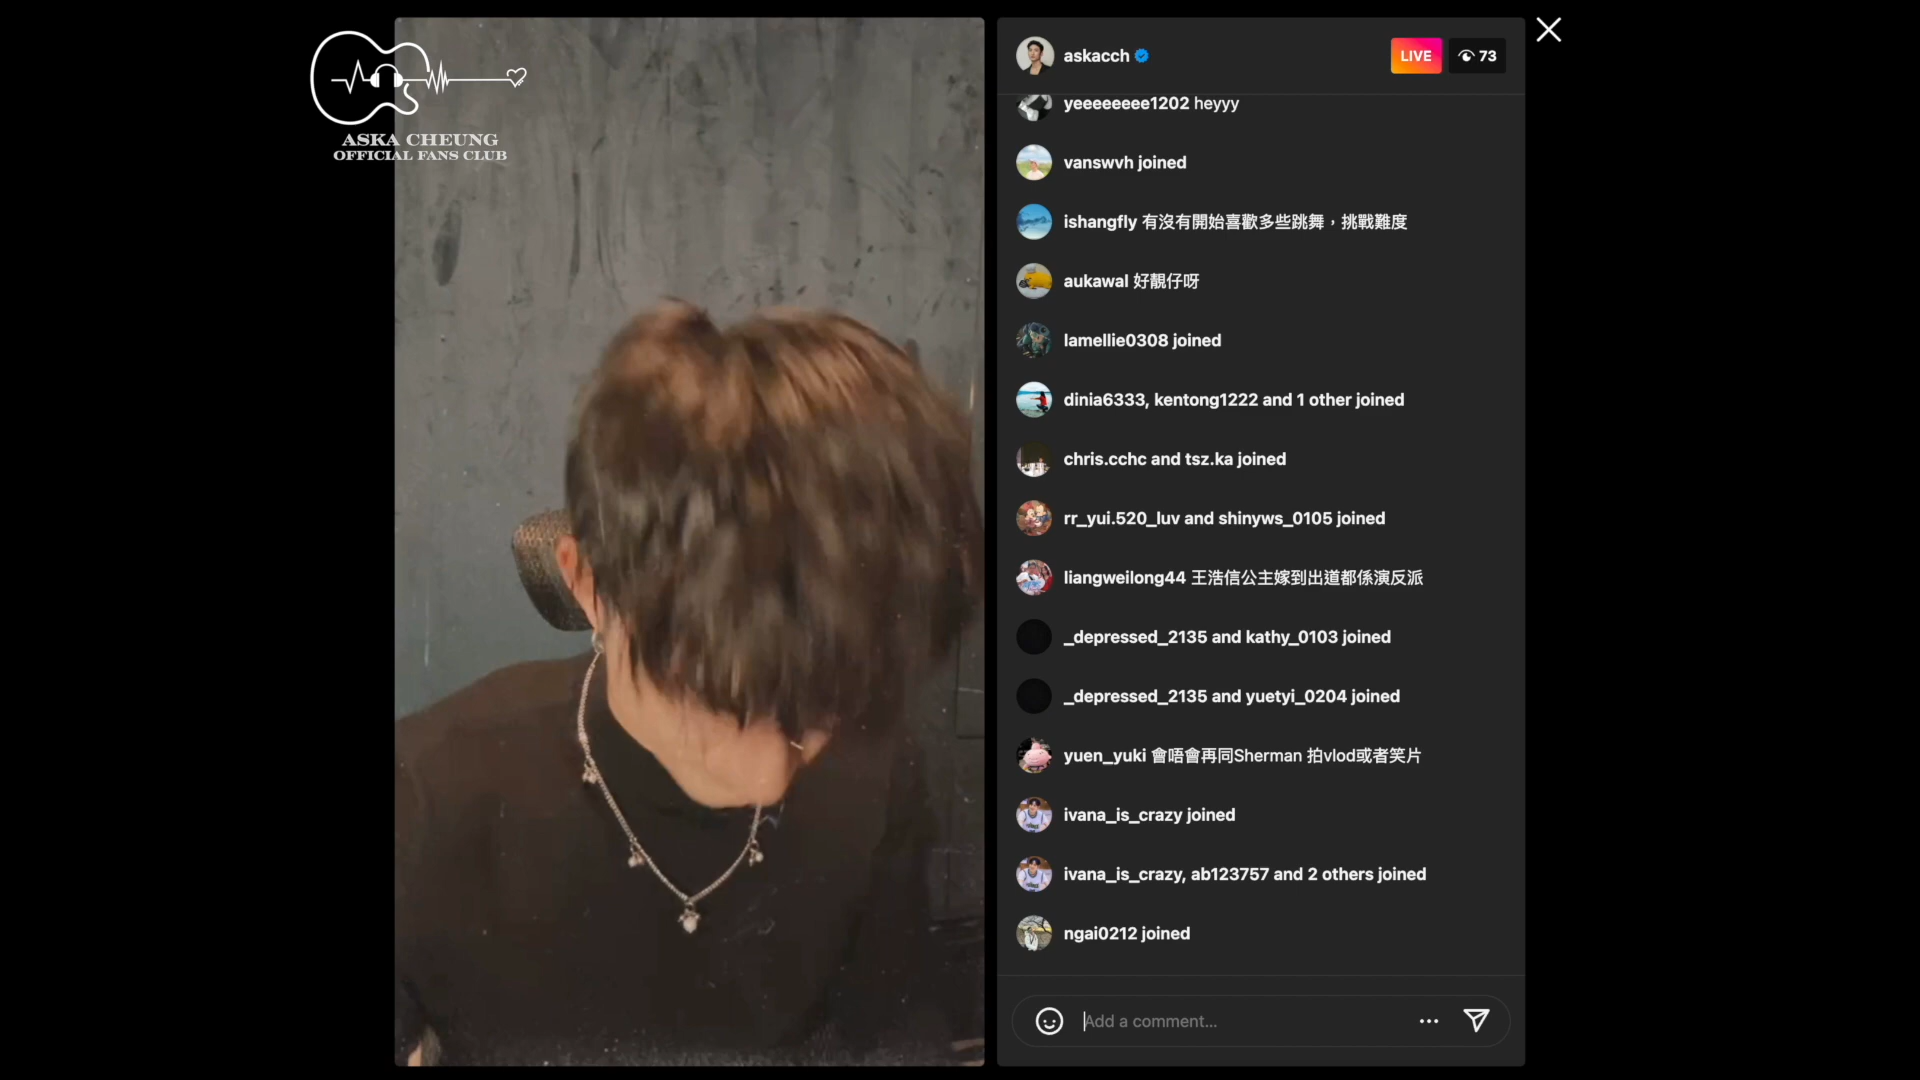 ASKA CHEUNG
OFFICIAL FANS CLUB
askacch
LIVE
73
yeeeeeeee1202 heyyy
vanswvh joined
ishangfly 有沒有開始喜歡多些跳舞，挑戰難度
aukawal 好靚仔呀
lamellie0308 joined
dinia6333, kentong1222 and 1 other joined
chris.cchc and tsz.ka joined
rr_yui.520_luv and shinyws_0105 joined
liangweilong44 王浩信公主嫁到出道都係演反派
_depressed_2135 and kathy_0103 joined
_depressed_2135 and yuetyi_0204 joined
yuen_yuki 會唔會再同Sherman 拍vlod或者笑片
ivana_is_crazy joined
ivana_is_crazy, ab123757 and 2 others joined
ngai0212 joined
Add a comment...